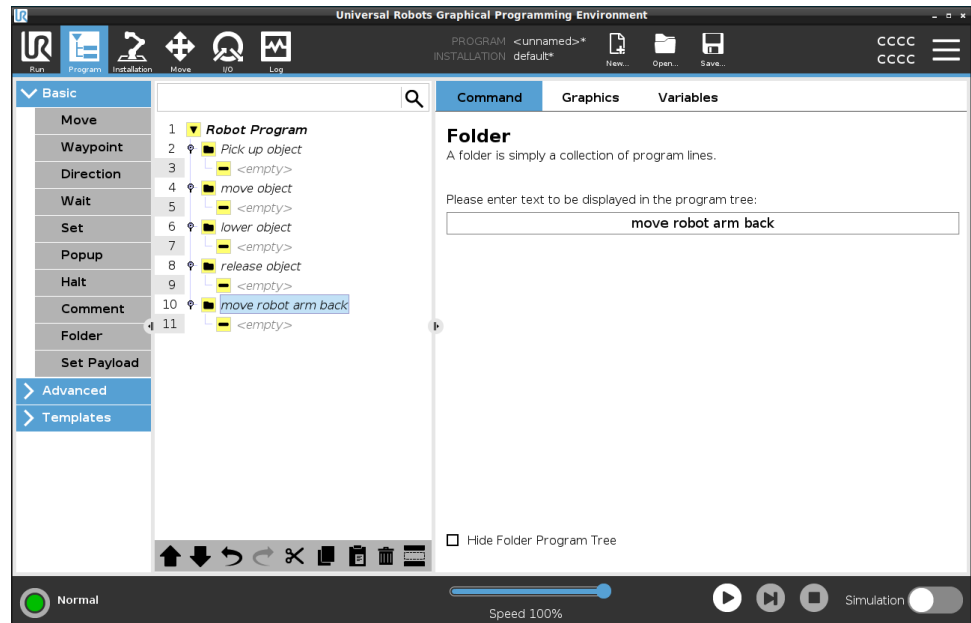 Universal Robots Graphical Programming Environment
UR
Run
Program
Installation
Move
I/O
Log
PROGRAM <unnamed>*
INSTALLATION default*
New...
Open...
Save...
CCCC
CCCC
Basic
Move
Waypoint
Direction
Wait
Set
Popup
Halt
Comment
Folder
Set Payload
Advanced
Templates
1 Robot Program
2 Pick up object
3 <empty>
4 move object
5 <empty>
6 lower object
7 <empty>
8 release object
9 <empty>
10 move robot arm back
11 <empty>
Command Graphics Variables
Folder
A folder is simply a collection of program lines.
Please enter text to be displayed in the program tree:
move robot arm back
Hide Folder Program Tree
Normal
Speed 100%
Simulation